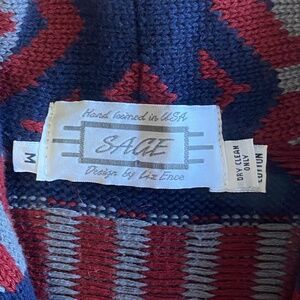 Hand loomed in USA
SAGE
Design by Liz Ence
M
DRY CLEAN
ONLY
COTTON